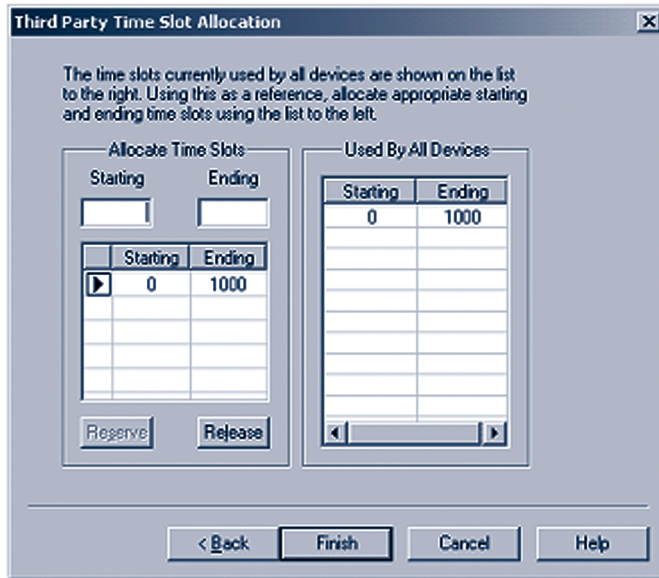 Third Party Time Slot Allocation
The time slots currently used by all devices are shown on the list
to the right. Using this as a reference, allocate appropriate starting
and ending time slots using the list to the left.
Allocate Time Slots
Starting Ending
Starting Ending
0 1000
Reserve Release
Used By All Devices
Starting Ending
0 1000
< Back Finish Cancel Help